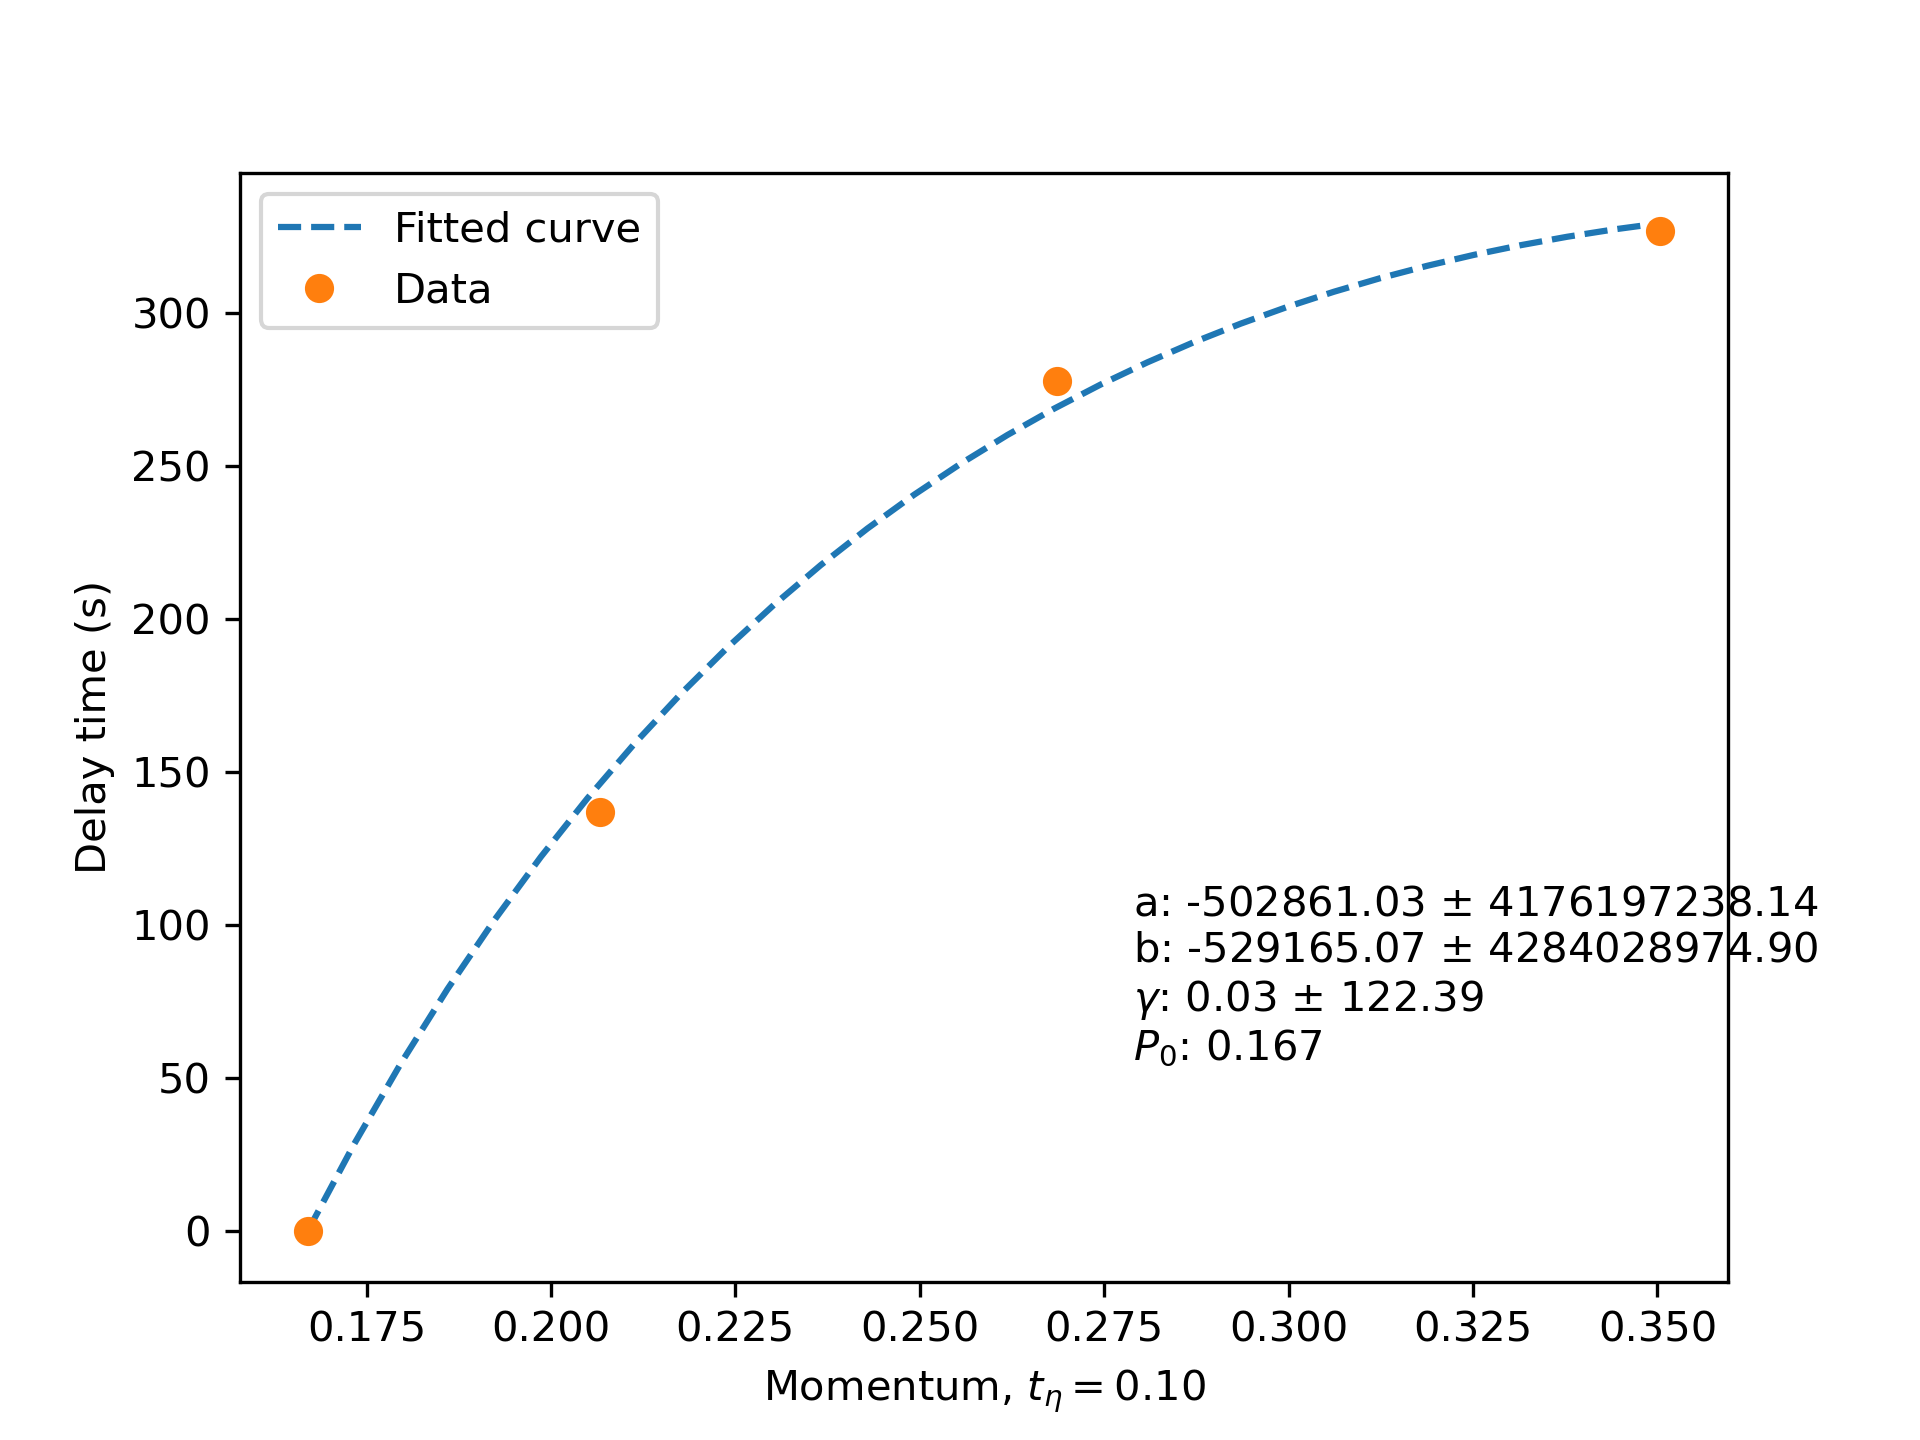 Fitted curve
Data
300
250
200
150
100
50
0
Delay time (s)
a: -502861.03 ± 4176197238.14
b: -529165.07 ± 4284028974.90
γ: 0.03 ± 122.39
P₀: 0.167
0.175 0.200 0.225 0.250 0.275 0.300 0.325 0.350
Momentum, tη = 0.10